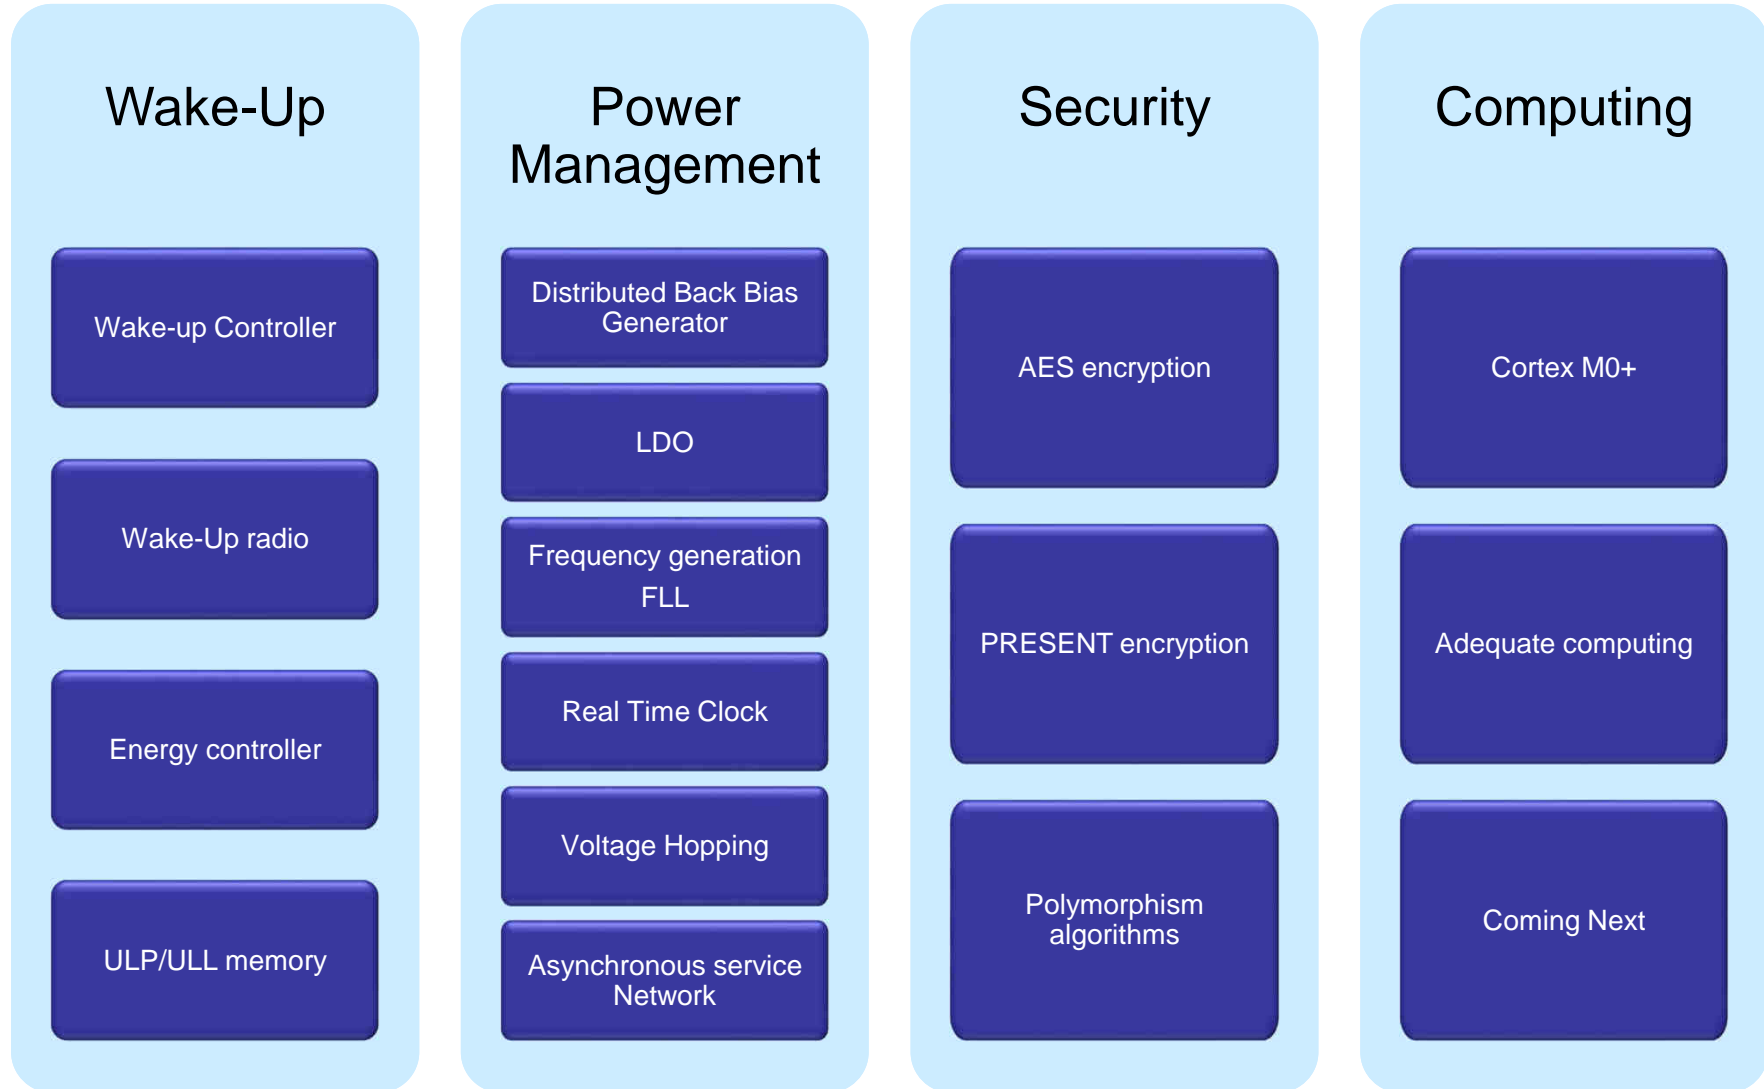 Wake-Up
Wake-up Controller
Wake-Up radio
Energy controller
ULP/ULL memory
Power
Management
Distributed Back Bias
Generator
LDO
Frequency generation
FLL
Real Time Clock
Voltage Hopping
Asynchronous service
Network
Security
AES encryption
PRESENT encryption
Polymorphism
algorithms
Computing
Cortex M0+
Adequate computing
Coming Next